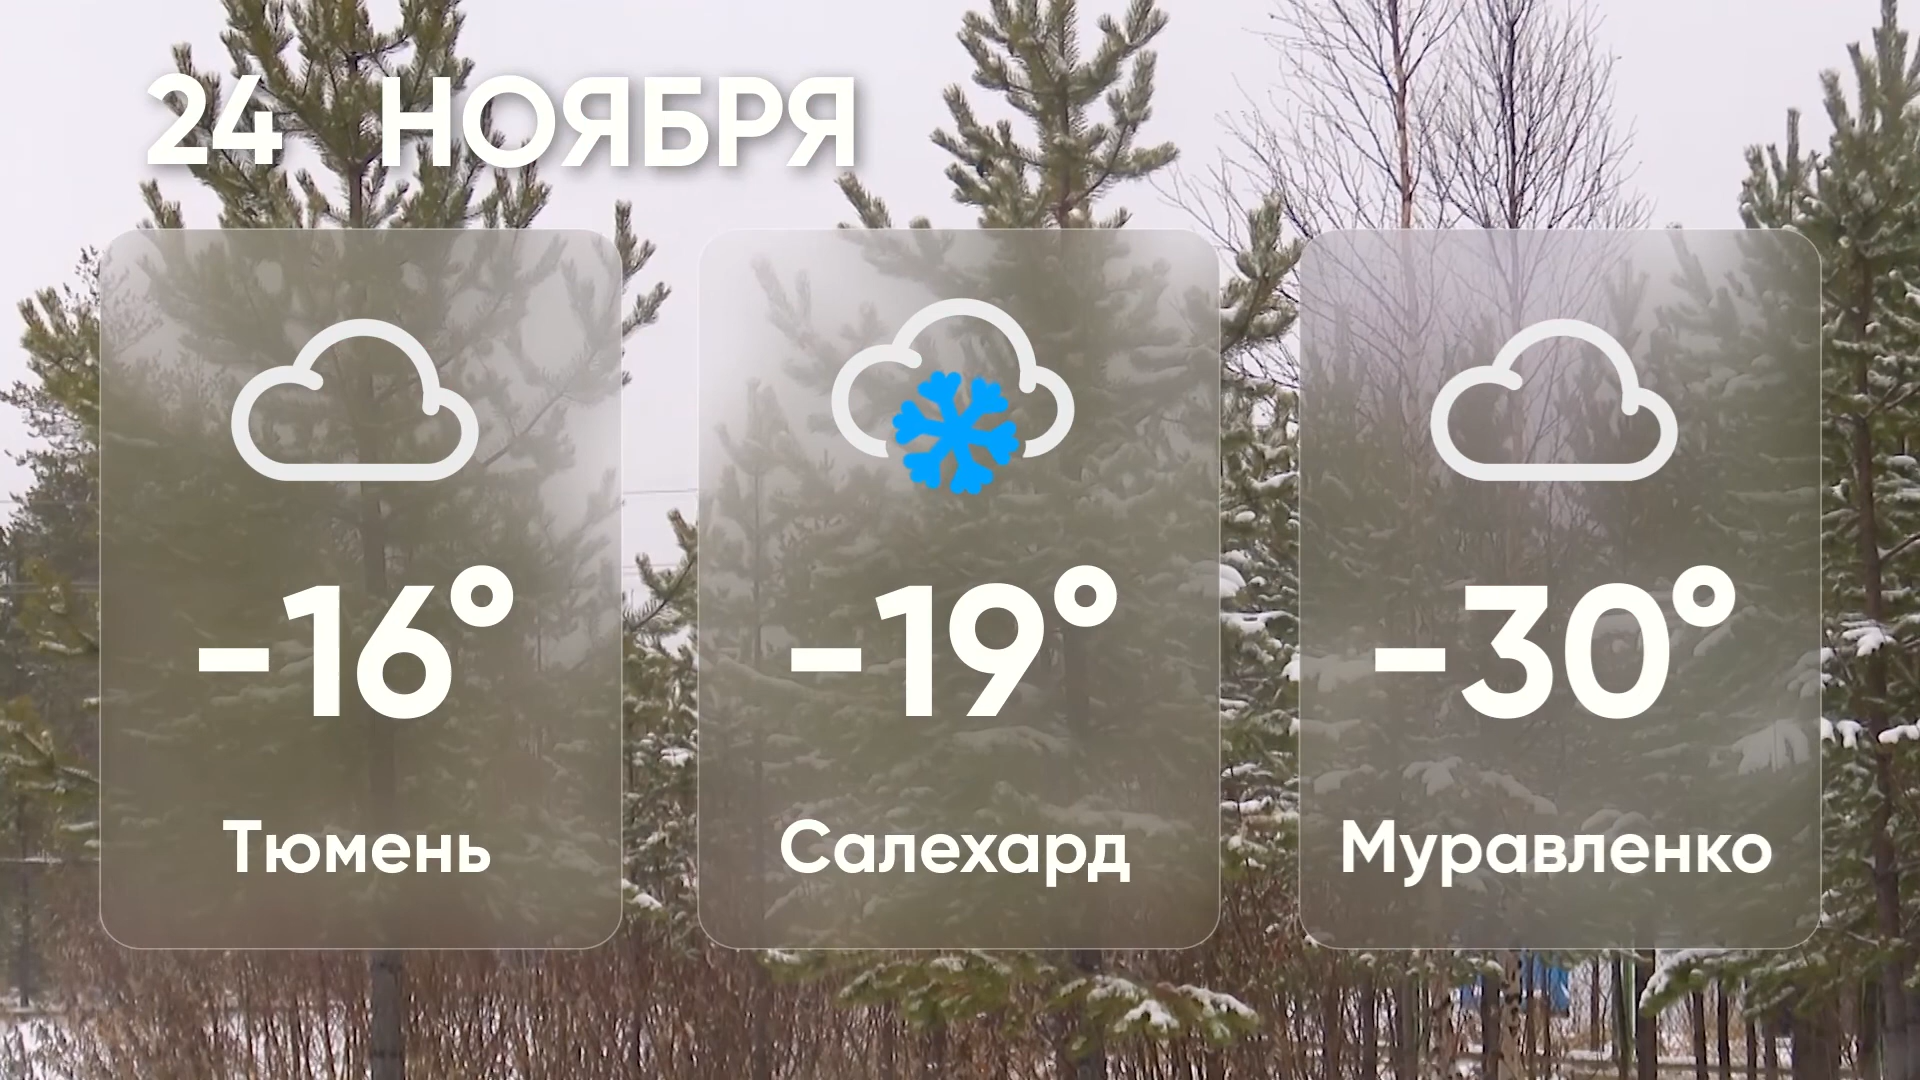 24 НОЯБРЯ
-16°
Тюмень
-19°
Салехард
-30°
Муравленко